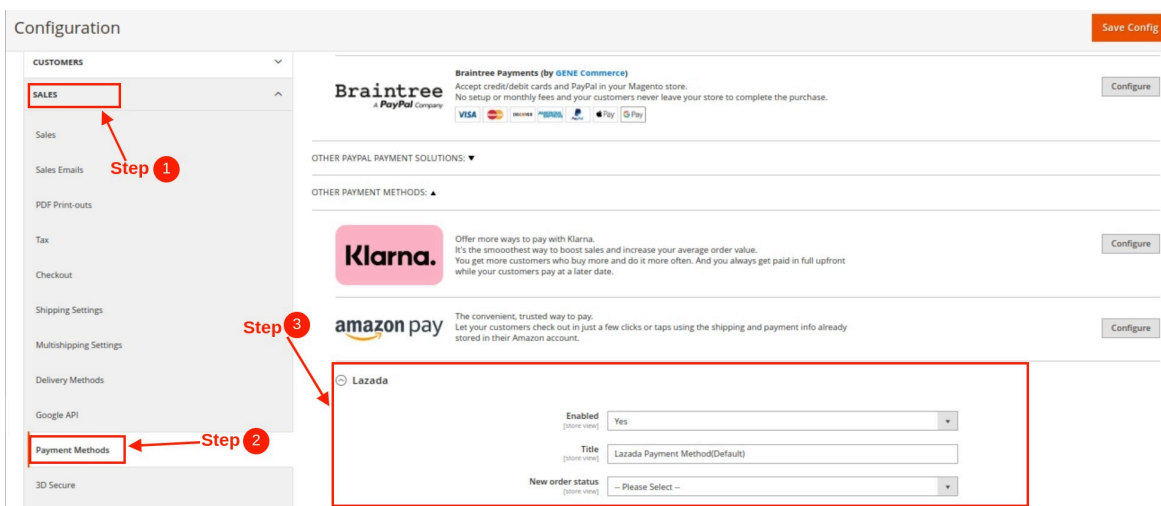 Configuration
Save Config
CUSTOMERS
SALES
Step 1
Sales
Sales Emails
PDF Print-outs
Tax
Checkout
Shipping Settings
Multishipping Settings
Delivery Methods
Google API
Payment Methods
Step 2
3D Secure
Braintree
A PayPal Company
Braintree Payments (by GENE Commerce)
Accept credit/debit cards and PayPal in your Magento store.
No setup or monthly fees and your customers never leave your store to complete the purchase.
VISA DISCOVER Pay G Pay
Configure
OTHER PAYPAL PAYMENT SOLUTIONS:
OTHER PAYMENT METHODS:
Klarna.
Offer more ways to pay with Klarna.
It's the smooothest way to boost sales and increase your average order value.
You get more customers who buy more and do it more often. And you always get paid in full upfront
while your customers pay at a later date.
Configure
Step 3
amazon pay
The convenient, trusted way to pay.
Let your customers check out in just a few clicks or taps using the shipping and payment info already
stored in their Amazon account.
Configure
Lazada
Enabled
[store view]
Yes
Title
[store view]
Lazada Payment Method(Default)
New order status
[store view]
-- Please Select --